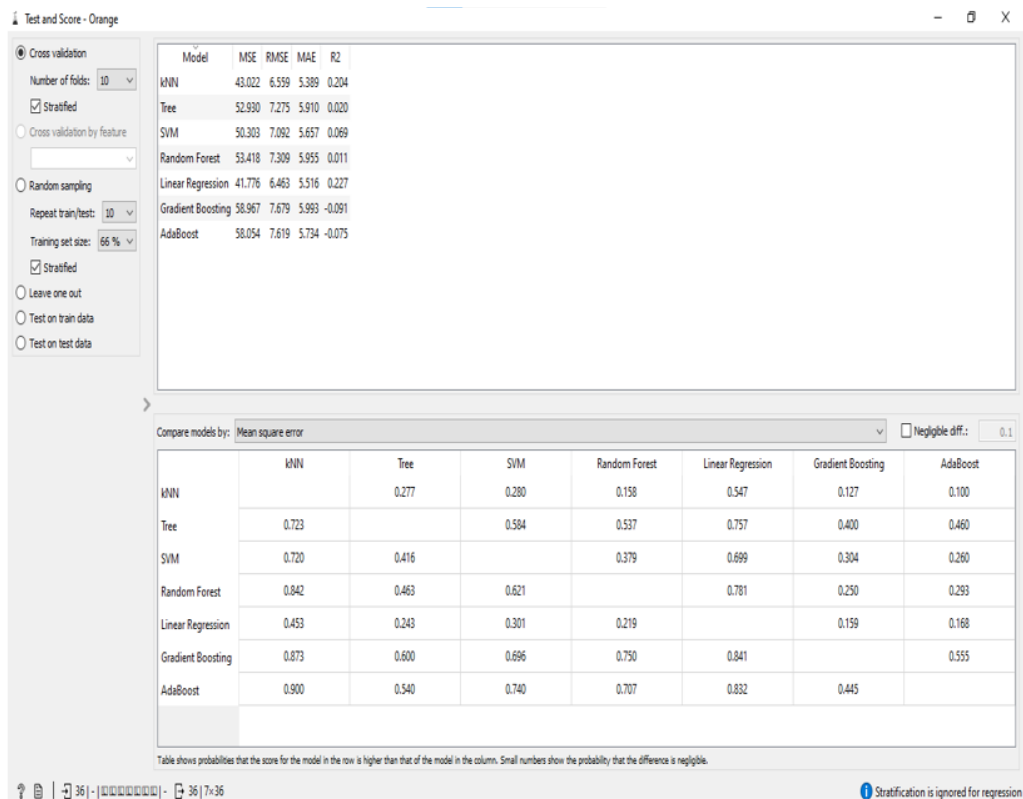 Test and Score - Orange
Cross validation
Number of folds: 10
Stratified
Cross validation by feature
Random sampling
Repeat train/test: 10
Training set size: 66 %
Stratified
Leave one out
Test on train data
Test on test data
Model MSE RMSE MAE R2
kNN 43.022 6.559 5.389 0.204
Tree 52.930 7.275 5.910 0.020
SVM 50.303 7.092 5.657 0.069
Random Forest 53.418 7.309 5.955 0.011
Linear Regression 41.776 6.463 5.516 0.227
Gradient Boosting 58.967 7.679 5.993 -0.091
AdaBoost 58.054 7.619 5.734 -0.075
Compare models by: Mean square error Negligible diff.: 0.1
kNN Tree SVM Random Forest Linear Regression Gradient Boosting AdaBoost
kNN 0.277 0.280 0.158 0.547 0.127 0.100
Tree 0.723 0.584 0.537 0.757 0.400 0.460
SVM 0.720 0.416 0.379 0.699 0.304 0.260
Random Forest 0.842 0.463 0.621 0.781 0.250 0.293
Linear Regression 0.453 0.243 0.301 0.219 0.159 0.168
Gradient Boosting 0.873 0.600 0.696 0.750 0.841 0.555
AdaBoost 0.900 0.540 0.740 0.707 0.832 0.445
Table shows probabilities that the score for the model in the row is higher than that of the model in the column. Small numbers show the probability that the difference is negligible.
? 36 | - | - 36 | 7×36
Stratification is ignored for regression